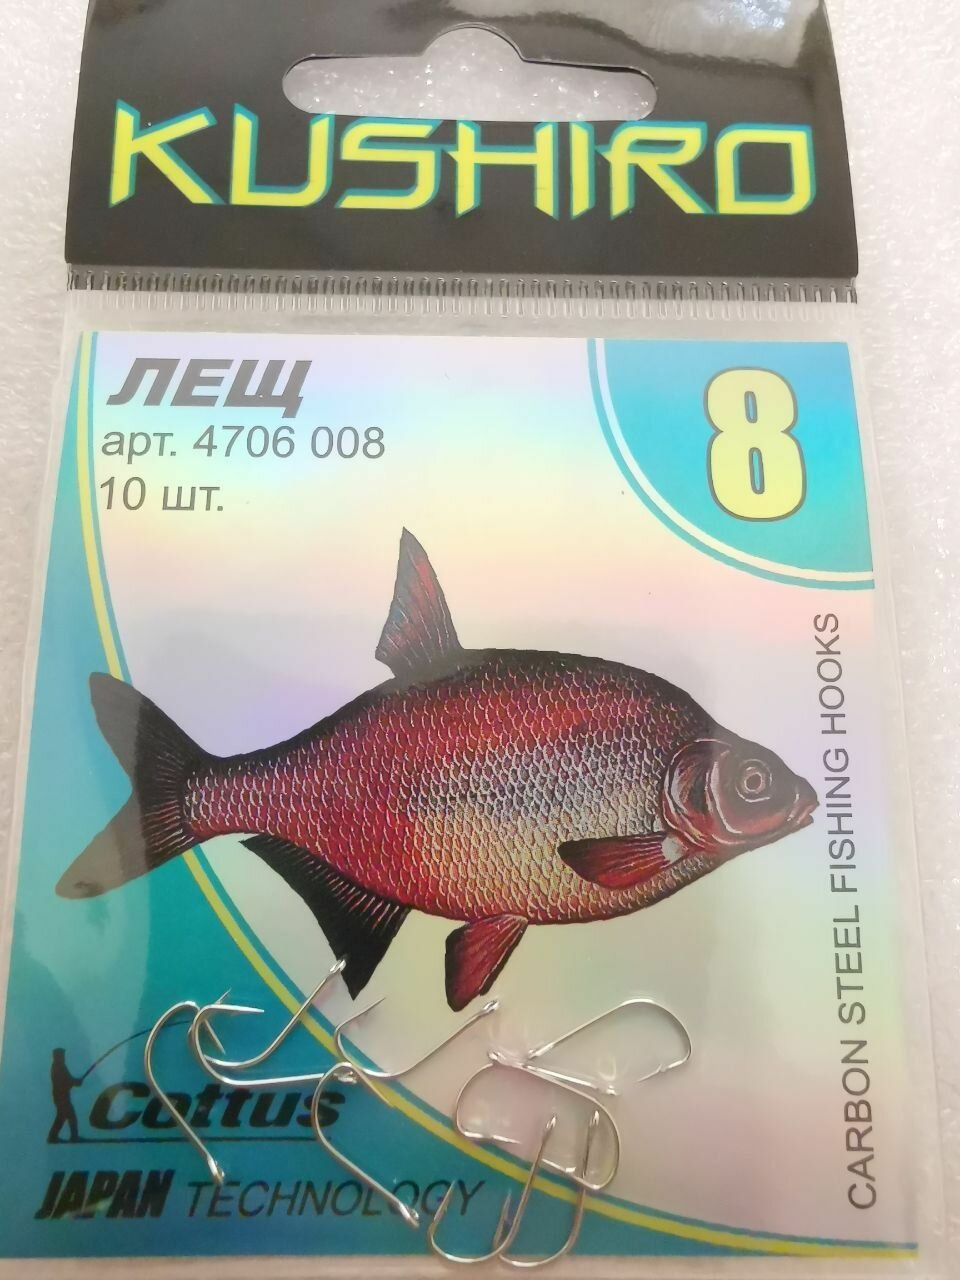 KUSHIRO
ЛЕЩ
арт. 4706 008
10 шт.
8
CARBON STEEL FISHING HOOKS
Cottus
JAPAN TECHNOLOGY